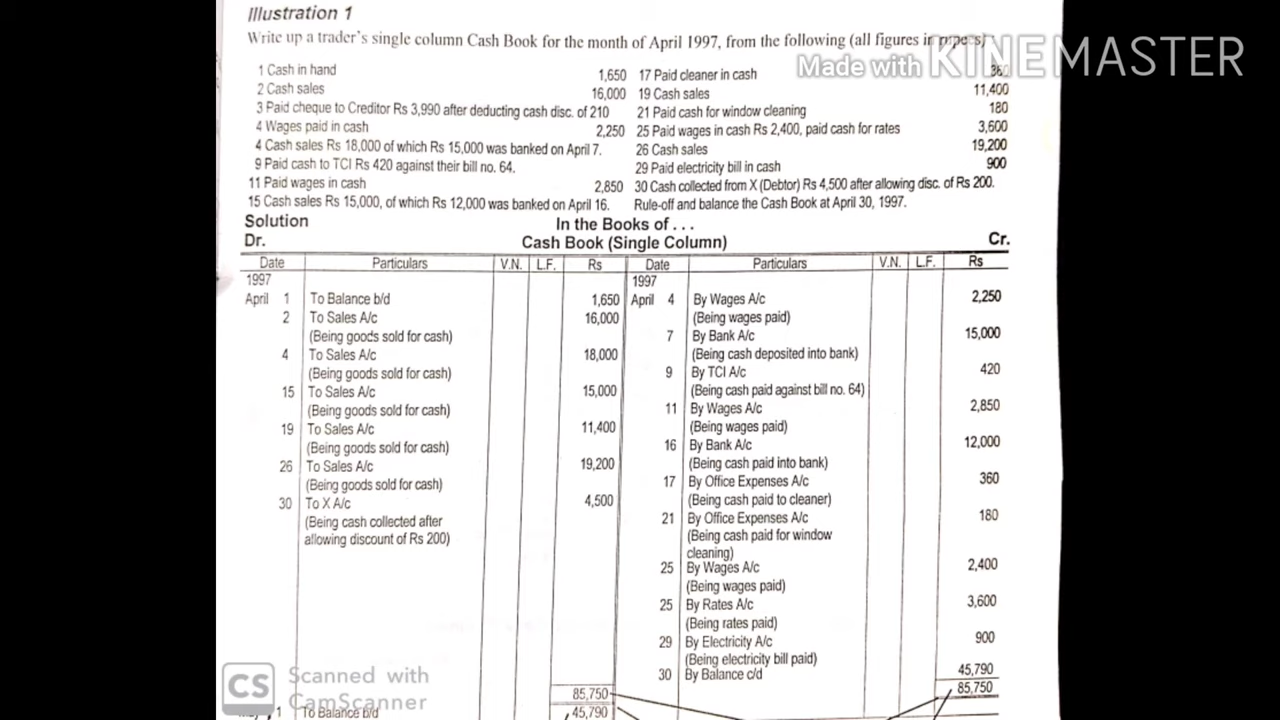 Illustration 1
Write up a trader's single column Cash Book for the month of April 1997, from the following (all figures in
Made with KINEMASTER
1 Cash in hand 1,650 17 Paid cleaner in cash 360
2 Cash sales 16,000 19 Cash sales 11,400
3 Paid cheque to Creditor Rs 3,990 after deducting cash disc. of 210 21 Paid cash for window cleaning 180
4 Wages paid in cash 2,250 25 Paid wages in cash Rs 2,400, paid cash for rates 3,600
4 Cash sales Rs 18,000 of which Rs 15,000 was banked on April 7. 26 Cash sales 19,200
9 Paid cash to TCI Rs 420 against their bill no. 64. 29 Paid electricity bill in cash 900
11 Paid wages in cash 2,850 30 Cash collected from X (Debtor) Rs 4,500 after allowing disc. of Rs 200.
15 Cash sales Rs 15,000, of which Rs 12,000 was banked on April 16. Rule-off and balance the Cash Book at April 30, 1997.
Solution In the Books of . . .
Dr. Cash Book (Single Column) Cr.
Date Particulars V.N. L.F. Rs Date Particulars V.N. L.F. Rs
1997 1997
April 1 To Balance b/d 1,650 April 4 By Wages A/c 2,250
2 To Sales A/c 16,000 (Being wages paid)
(Being goods sold for cash) 7 By Bank A/c 15,000
4 To Sales A/c 18,000 (Being cash deposited into bank)
(Being goods sold for cash) 9 By TCI A/c 420
15 To Sales A/c 15,000 (Being cash paid against bill no. 64)
(Being goods sold for cash) 11 By Wages A/c 2,850
19 To Sales A/c 11,400 (Being wages paid)
(Being goods sold for cash) 16 By Bank A/c 12,000
26 To Sales A/c 19,200 (Being cash paid into bank)
(Being goods sold for cash) 17 By Office Expenses A/c 360
30 To X A/c 4,500 (Being cash paid to cleaner)
(Being cash collected after 21 By Office Expenses A/c 180
allowing discount of Rs 200) (Being cash paid for window
cleaning)
25 By Wages A/c 2,400
(Being wages paid)
25 By Rates A/c 3,600
(Being rates paid)
29 By Electricity A/c 900
(Being electricity bill paid)
30 By Balance c/d 45,790
85,750 85,750
1 To Balance b/d 45,790
CS Scanned with
CamScanner